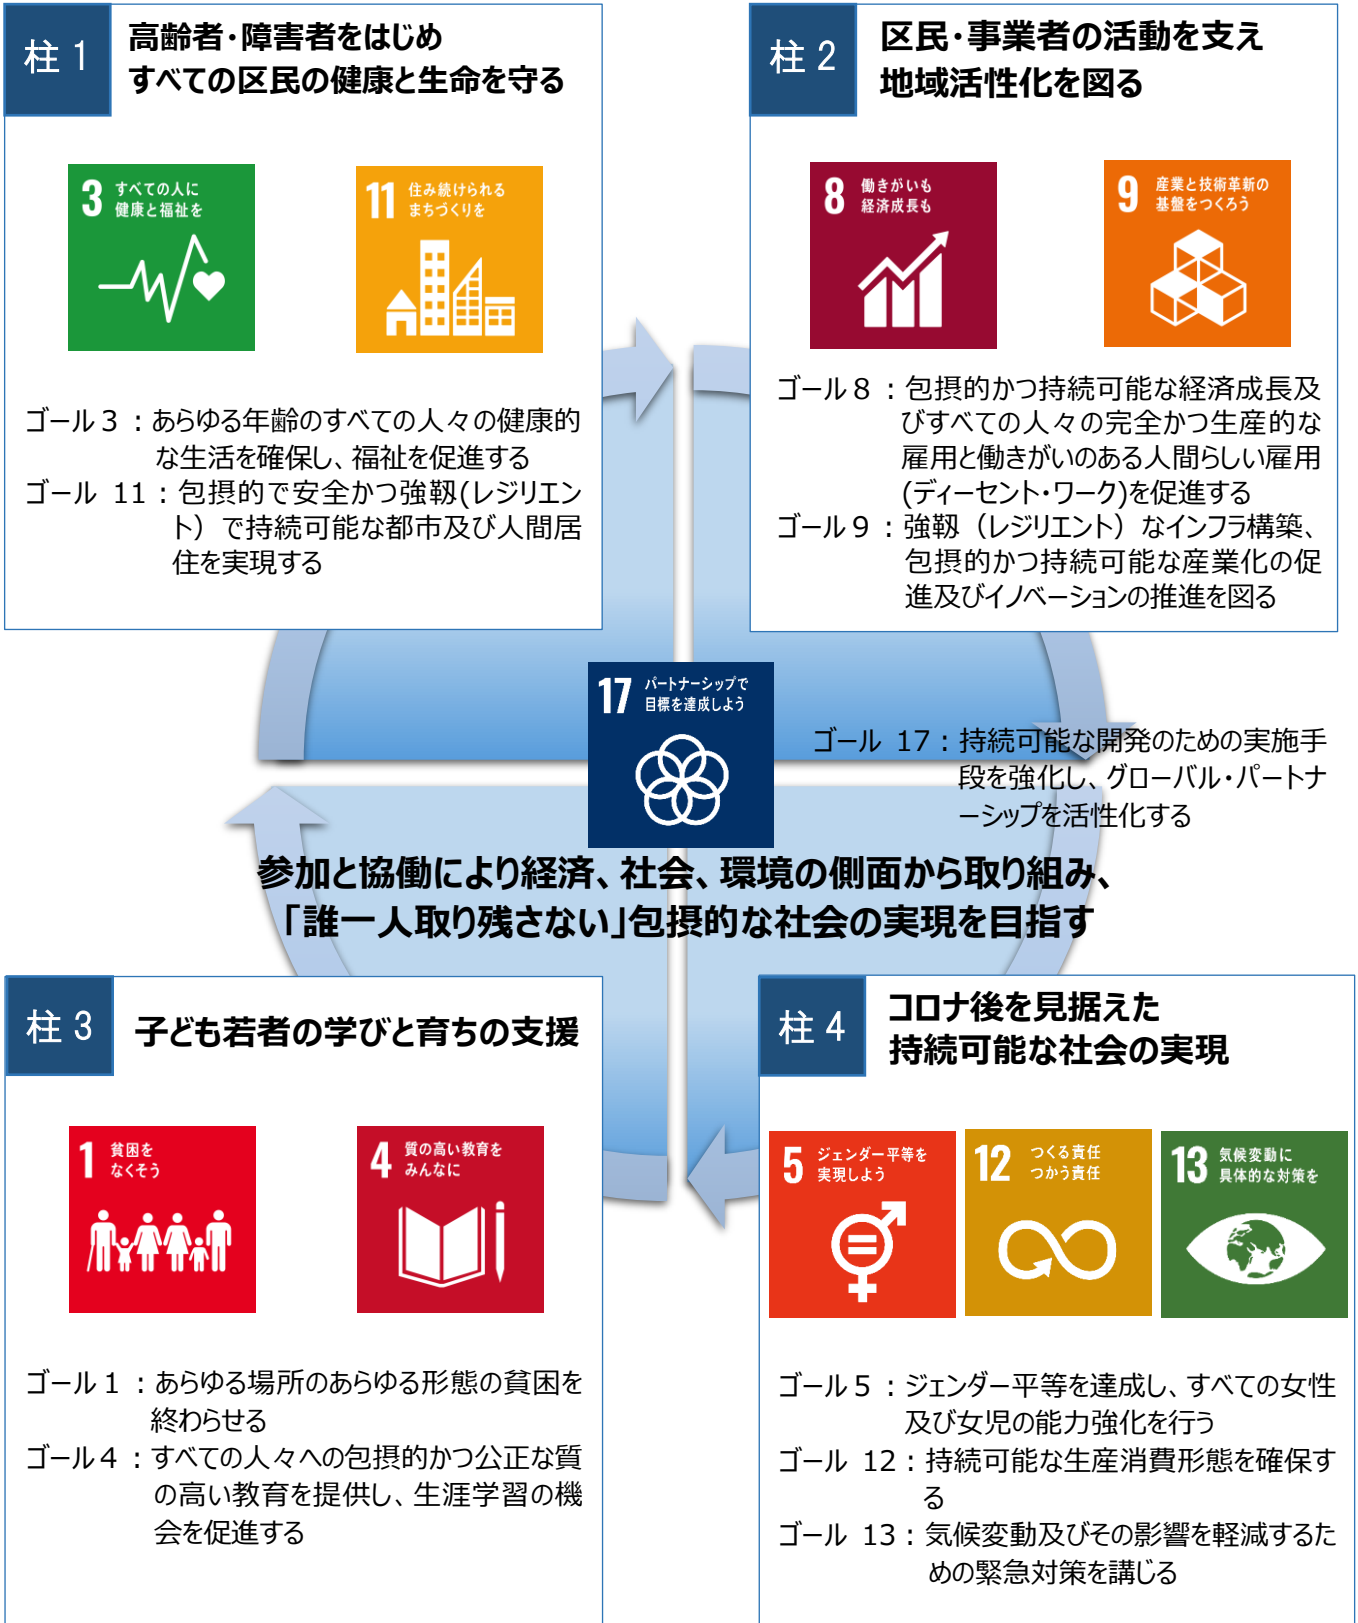 柱 1
高齢者・障害者をはじめ
すべての区民の健康と生命を守る
3 すべての人に
健康と福祉を
11 住み続けられる
まちづくりを
ゴール３：あらゆる年齢のすべての人々の健康的
な生活を確保し、福祉を促進する
ゴール 11：包摂的で安全かつ強靱(レジリエン
ト）で持続可能な都市及び人間居
住を実現する
柱 2
区民・事業者の活動を支え
地域活性化を図る
8 働きがいも
経済成長も
9 産業と技術革新の
基盤をつくろう
ゴール８：包摂的かつ持続可能な経済成長及
びすべての人々の完全かつ生産的な
雇用と働きがいのある人間らしい雇用
(ディーセント・ワーク)を促進する
ゴール９：強靱（レジリエント）なインフラ構築、
包摂的かつ持続可能な産業化の促
進及びイノベーションの推進を図る
17 パートナーシップで
目標を達成しよう
ゴール 17：持続可能な開発のための実施手
段を強化し、グローバル・パートナ
ーシップを活性化する
参加と協働により経済、社会、環境の側面から取り組み、
「誰一人取り残さない」包摂的な社会の実現を目指す
柱 3
子ども若者の学びと育ちの支援
1 貧困を
なくそう
4 質の高い教育を
みんなに
ゴール１：あらゆる場所のあらゆる形態の貧困を
終わらせる
ゴール４：すべての人々への包摂的かつ公正な質
の高い教育を提供し、生涯学習の機
会を促進する
柱 4
コロナ後を見据えた
持続可能な社会の実現
5 ジェンダー平等を
実現しよう
12 つくる責任
つかう責任
13 気候変動に
具体的な対策を
ゴール５：ジェンダー平等を達成し、すべての女性
及び女児の能力強化を行う
ゴール 12：持続可能な生産消費形態を確保す
る
ゴール 13：気候変動及びその影響を軽減するた
めの緊急対策を講じる